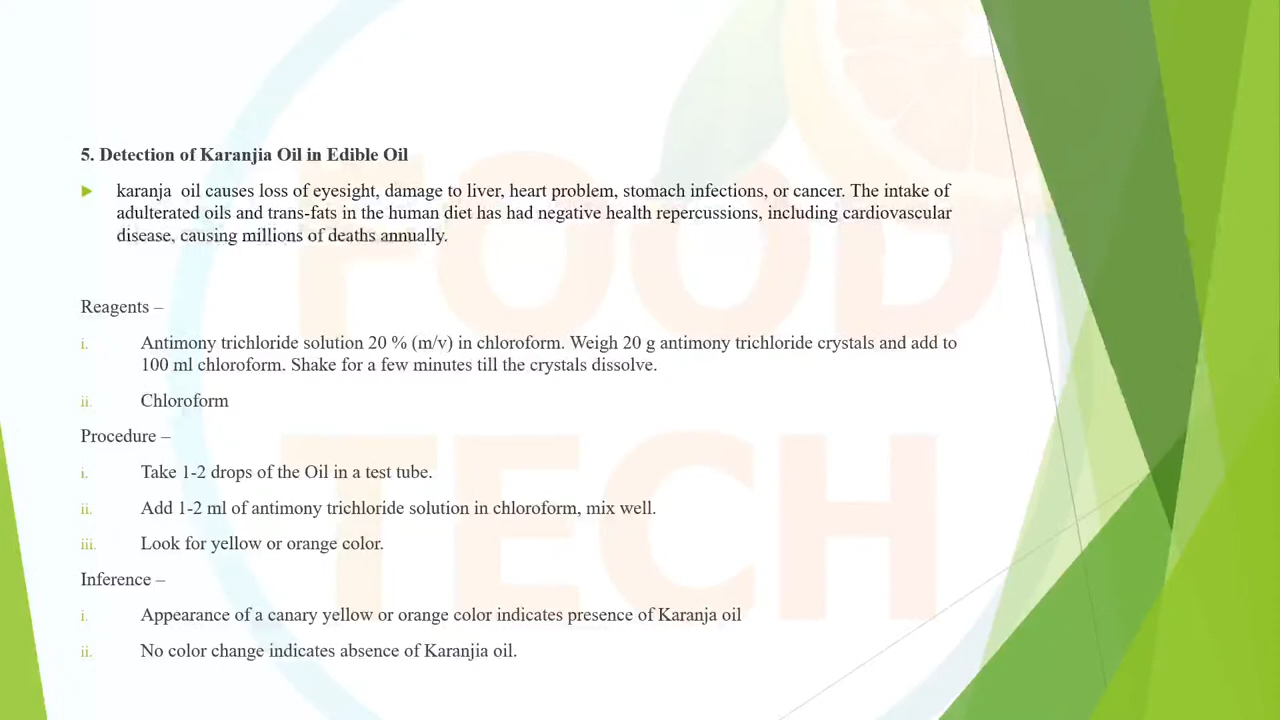 5. Detection of Karanjia Oil in Edible Oil
karanja oil causes loss of eyesight, damage to liver, heart problem, stomach infections, or cancer. The intake of
adulterated oils and trans-fats in the human diet has had negative health repercussions, including cardiovascular
disease, causing millions of deaths annually.
Reagents –
i. Antimony trichloride solution 20 % (m/v) in chloroform. Weigh 20 g antimony trichloride crystals and add to
100 ml chloroform. Shake for a few minutes till the crystals dissolve.
ii. Chloroform
Procedure –
i. Take 1-2 drops of the Oil in a test tube.
ii. Add 1-2 ml of antimony trichloride solution in chloroform, mix well.
iii. Look for yellow or orange color.
Inference –
i. Appearance of a canary yellow or orange color indicates presence of Karanja oil
ii. No color change indicates absence of Karanjia oil.
FOOD
TECH